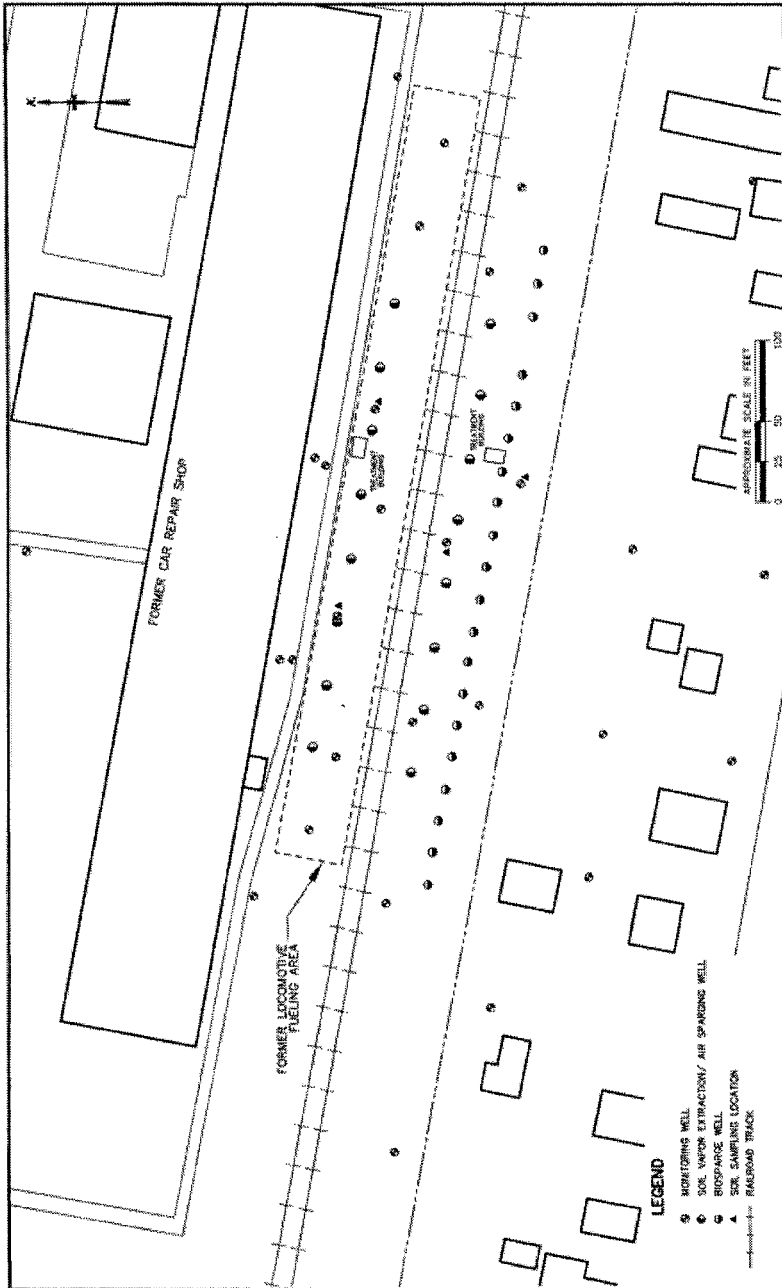 FORMER CAR REPAIR SHOP
TREATMENT
BUILDING
TREATMENT
BUILDING
FORMER LOCOMOTIVE
FUELING AREA
APPROXIMATE SCALE IN FEET
0 25 50 100
LEGEND
MONITORING WELL
SOIL VAPOR EXTRACTION/ AIR SPARGING WELL
BIOSPARGE WELL
SOIL SAMPLING LOCATION
RAILROAD TRACK